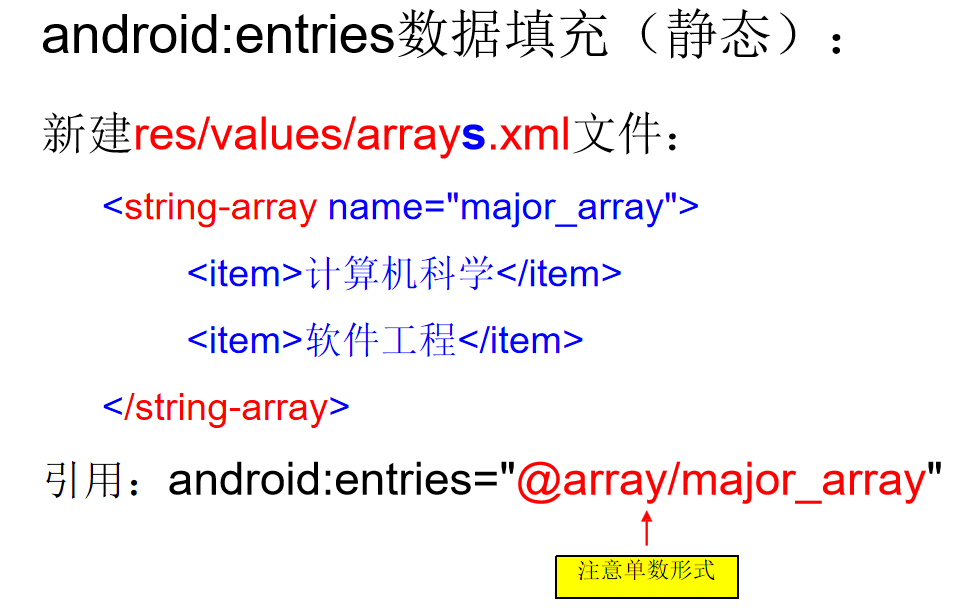 android:entries数据填充（静态）：
新建res/values/arrays.xml文件：
<string-array name="major_array">
<item>计算机科学</item>
<item>软件工程</item>
</string-array>
引用：android:entries="@array/major_array"
注意单数形式